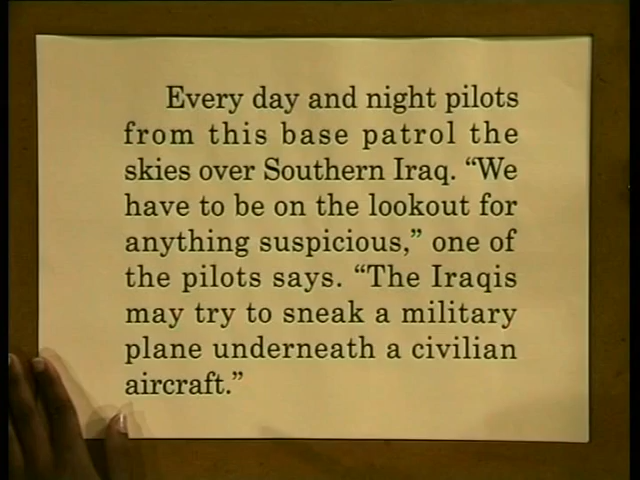 Every day and night pilots
from this base patrol the
skies over Southern Iraq. “We
have to be on the lookout for
anything suspicious,” one of
the pilots says. “The Iraqis
may try to sneak a military
plane underneath a civilian
aircraft.”